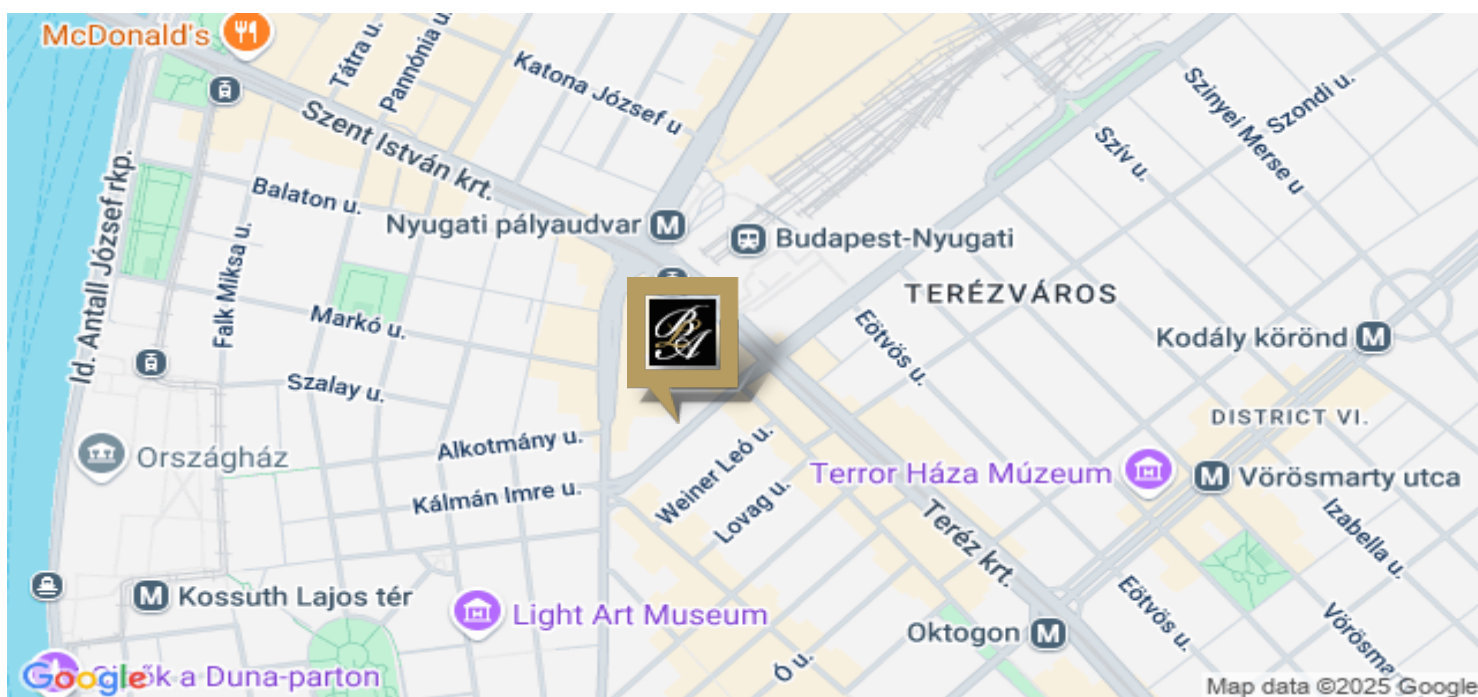 McDonald's
Tátra u.
Pannónia u.
Katona József u
Szinyei Merse u
Szondi u.
Szív u.
Szent István krt.
Id. Antall József rkp.
Balaton u.
Nyugati pályaudvar M
Budapest-Nyugati
Falk Miksa u.
TERÉZVÁROS
Markó u.
Eötvös u.
Kodály körönd M
Szalay u.
DISTRICT VI.
Országház
Alkotmány u.
Weiner Leó u.
Terror Háza Múzeum
M Vörösmarty utca
Kálmán Imre u.
Lovag u.
Teréz krt.
Izabella u.
M Kossuth Lajos tér
Light Art Museum
Oktogon M
Eötvös u.
Vörösma
Ó u.
Google
k a Duna-parton
Map data ©2025 Google